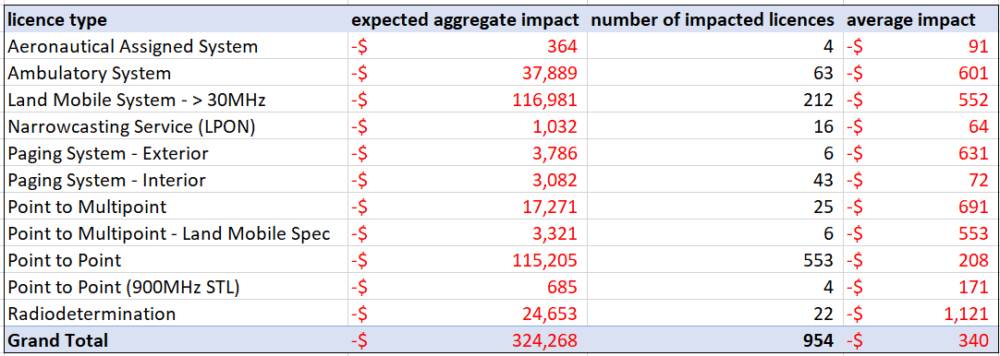 licence type expected aggregate impact number of impacted licences average impact
Aeronautical Assigned System -$ 364 4 -$ 91
Ambulatory System -$ 37,889 63 -$ 601
Land Mobile System - > 30MHz -$ 116,981 212 -$ 552
Narrowcasting Service (LPON) -$ 1,032 16 -$ 64
Paging System - Exterior -$ 3,786 6 -$ 631
Paging System - Interior -$ 3,082 43 -$ 72
Point to Multipoint -$ 17,271 25 -$ 691
Point to Multipoint - Land Mobile Spec -$ 3,321 6 -$ 553
Point to Point -$ 115,205 553 -$ 208
Point to Point (900MHz STL) -$ 685 4 -$ 171
Radiodetermination -$ 24,653 22 -$ 1,121
Grand Total -$ 324,268 954 -$ 340